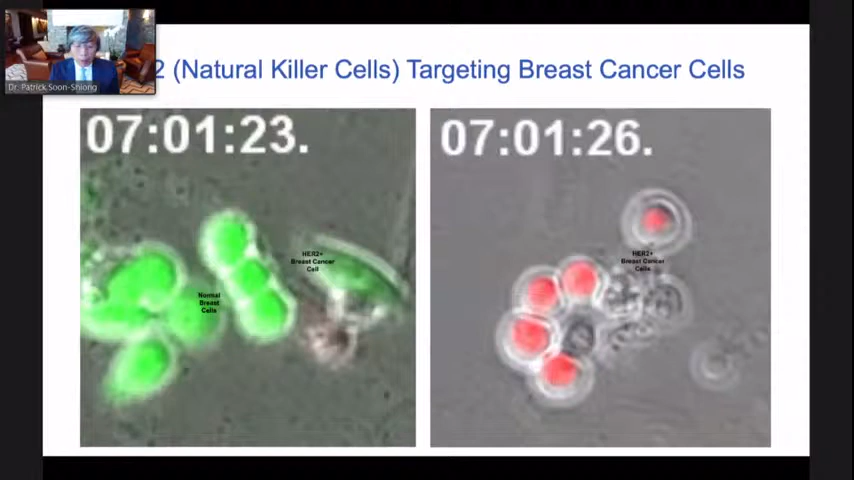 Dr. Patrick Soon-Shiong
2 (Natural Killer Cells) Targeting Breast Cancer Cells
07:01:23.
HER2+
Breast Cancer
Cell
Normal
Breast
Cells
07:01:26.
HER2+
Breast Cancer
Cells